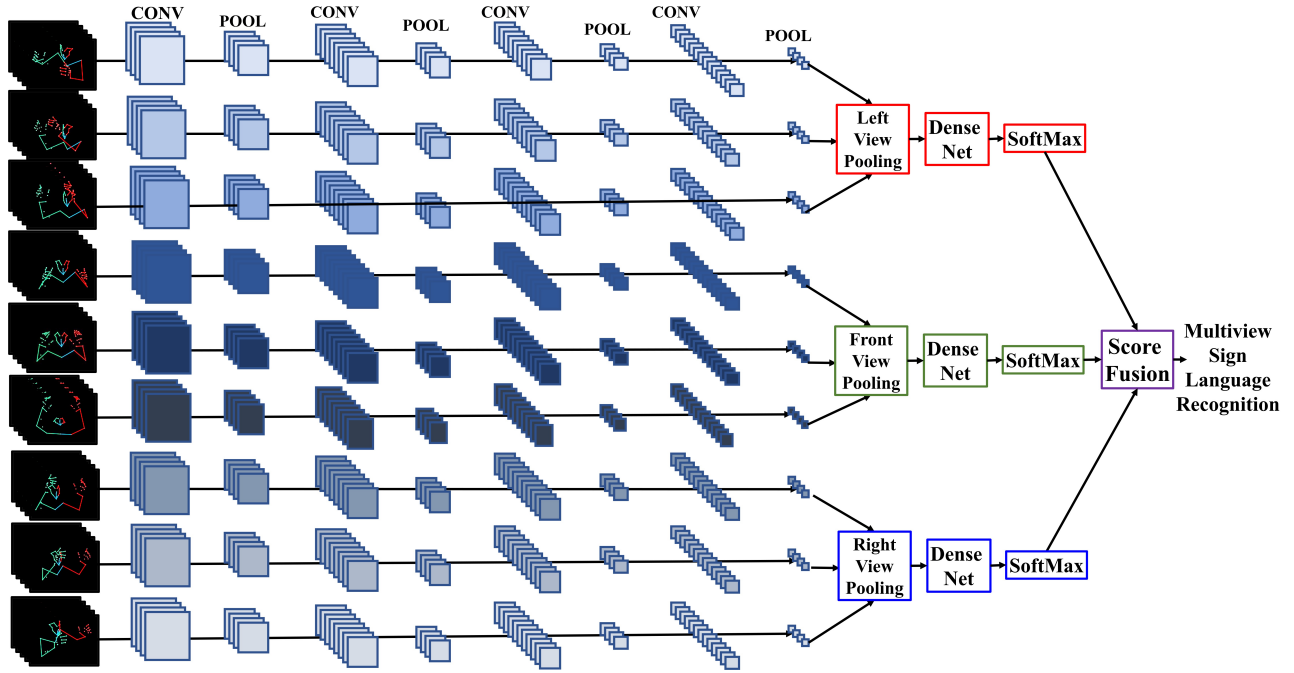 CONV
POOL
CONV
POOL
CONV
POOL
CONV
POOL
Left
View
Pooling
Dense
Net
SoftMax
Front
View
Pooling
Dense
Net
SoftMax
Score
Fusion
Multiview
Sign
Language
Recognition
Right
View
Pooling
Dense
Net
SoftMax